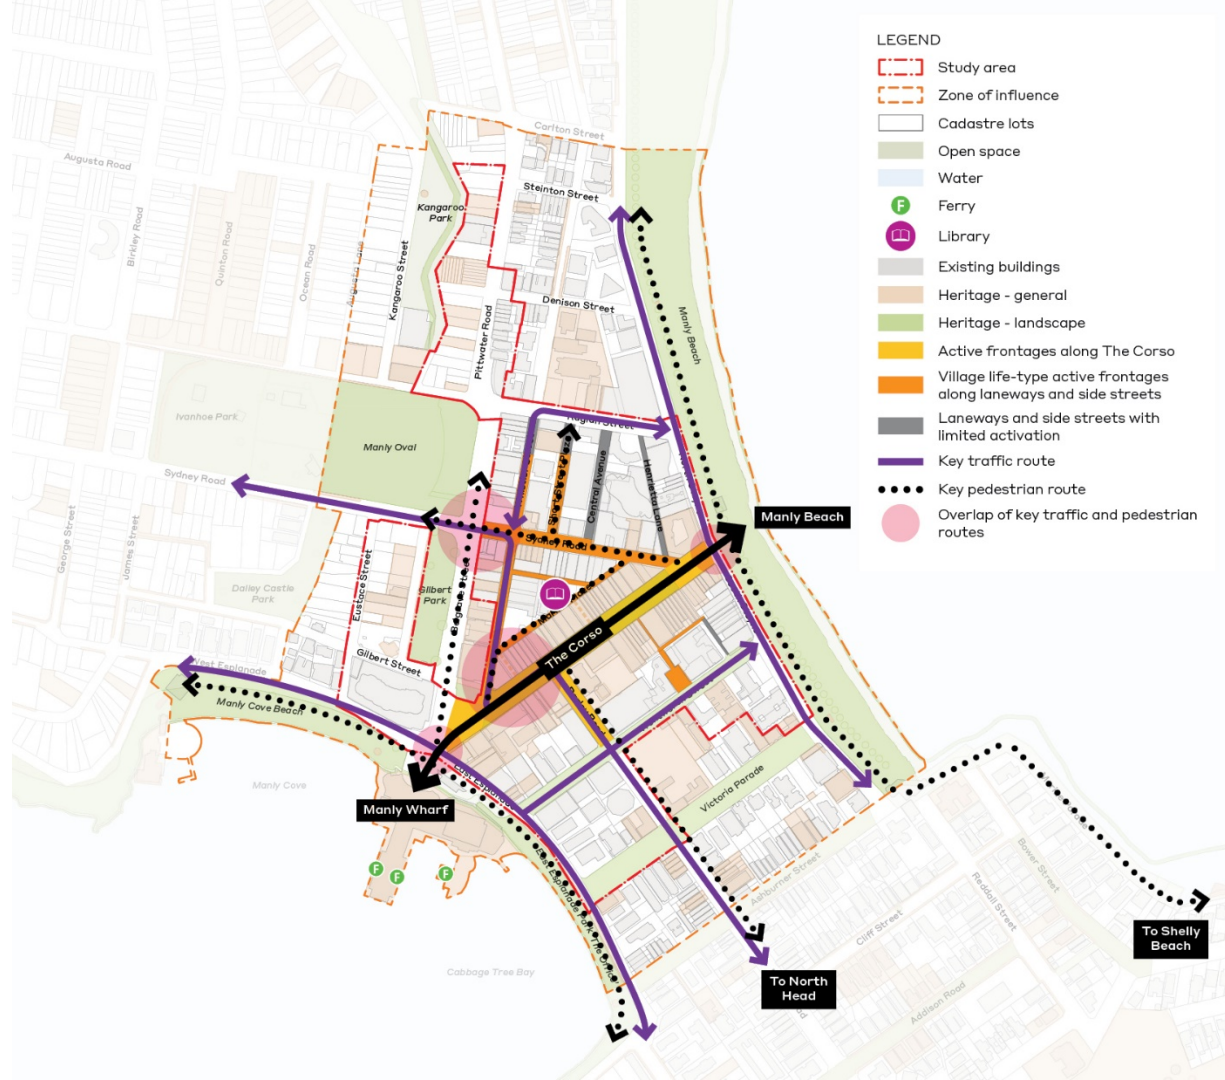 LEGEND
Study area
Zone of influence
Cadastre lots
Open space
Water
F
Ferry
Library
Existing buildings
Heritage - general
Heritage - landscape
Active frontages along The Corso
Village life-type active frontages
along laneways and side streets
Laneways and side streets with
limited activation
Key traffic route
Key pedestrian route
Overlap of key traffic and pedestrian
routes
Carlton Street
Augusta Road
Steinton Street
Kangaroo
Park
Birkley Road
Quinton Road
Ocean Road
Kangaroo Street
Denison Street
Pittwater Road
Manly Beach
Ivanhoe Park
Manly Oval
Central Avenue
Henrietta Lane
Sydney Road
Manly Beach
Sydney Road
George Street
James Street
Dalley Castle
Park
Eustace Street
Gilbert
Park
The Corso
Gilbert Street
West Esplanade
Manly Cove Beach
Manly Cove
East Esplanade
Victoria Parade
Manly Wharf
F
F
F
Ashburner Street
Cliff Street
Reddall Street
Bower Street
To Shelly
Beach
Cabbage Tree Bay
To North
Head
Addison Road